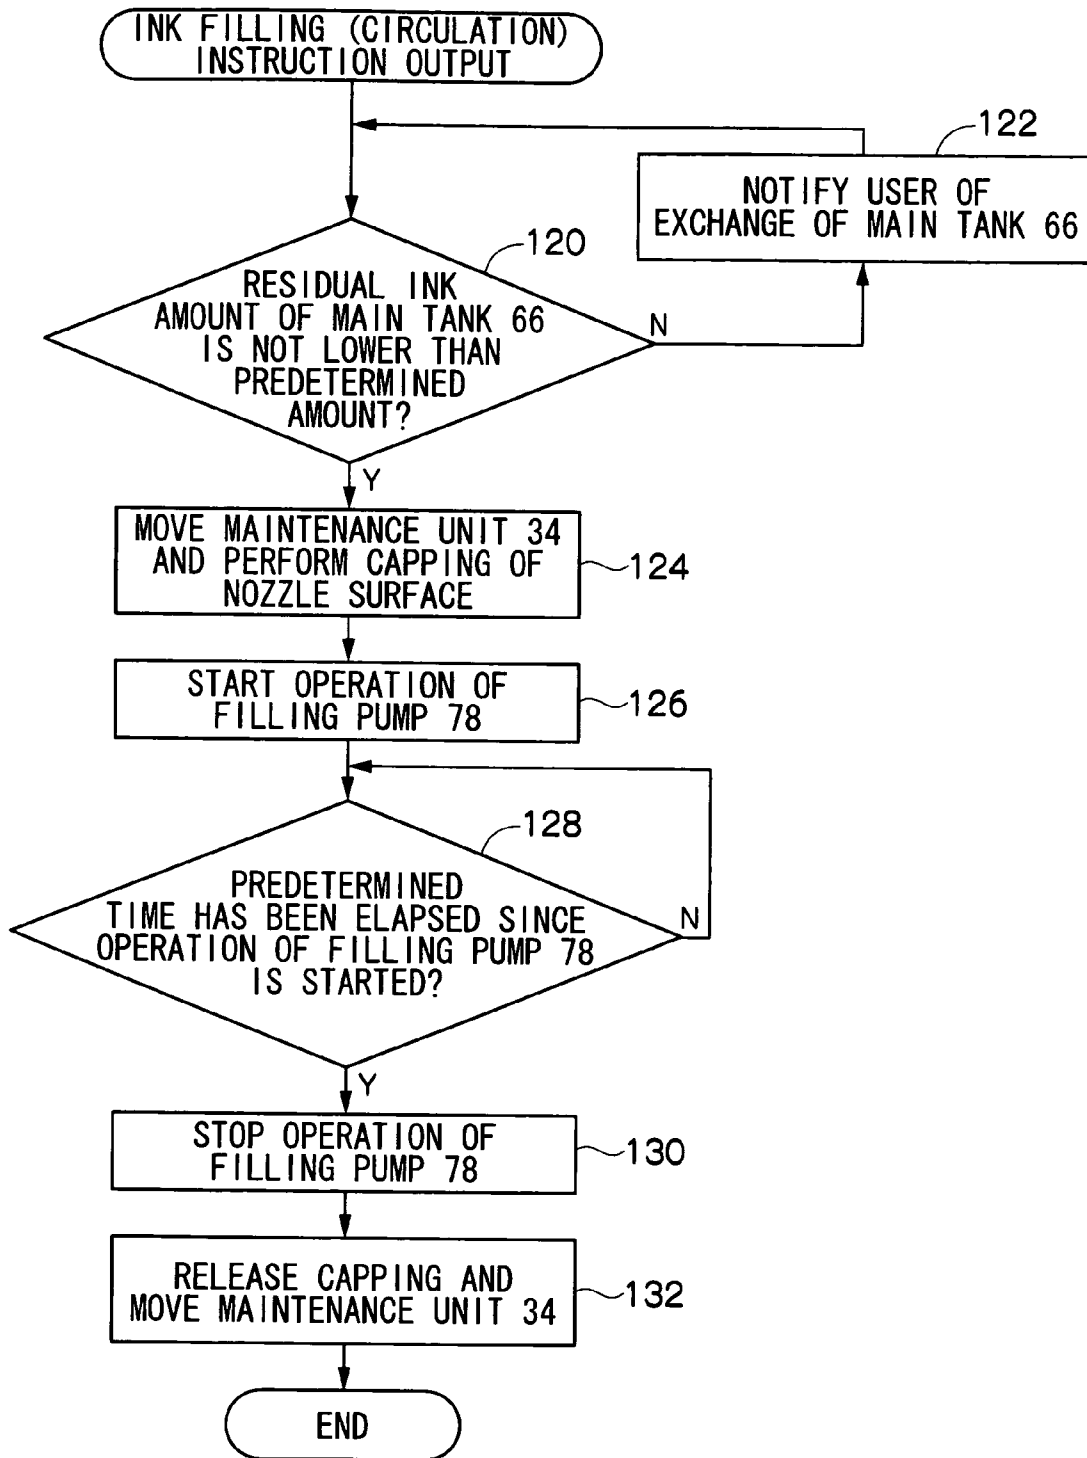 INK FILLING (CIRCULATION)
INSTRUCTION OUTPUT
122
NOTIFY USER OF
EXCHANGE OF MAIN TANK 66
120
RESIDUAL INK
AMOUNT OF MAIN TANK 66
IS NOT LOWER THAN
PREDETERMINED
AMOUNT?
N
Y
MOVE MAINTENANCE UNIT 34
AND PERFORM CAPPING OF
NOZZLE SURFACE
124
START OPERATION OF
FILLING PUMP 78
126
128
PREDETERMINED
TIME HAS BEEN ELAPSED SINCE
OPERATION OF FILLING PUMP 78
IS STARTED?
N
Y
STOP OPERATION OF
FILLING PUMP 78
130
RELEASE CAPPING AND
MOVE MAINTENANCE UNIT 34
132
END